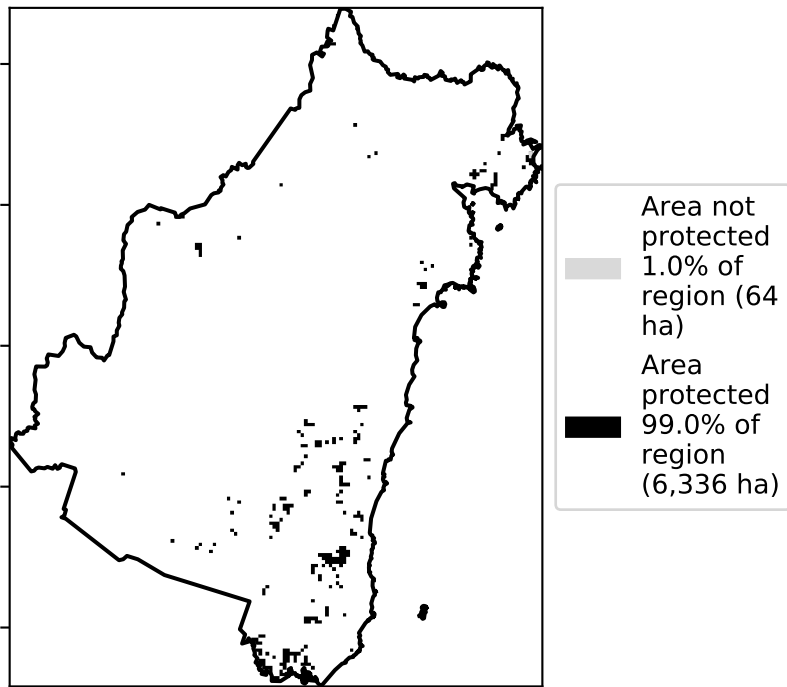 Area not
protected
1.0% of
region (64
ha)
Area
protected
99.0% of
region
(6,336 ha)